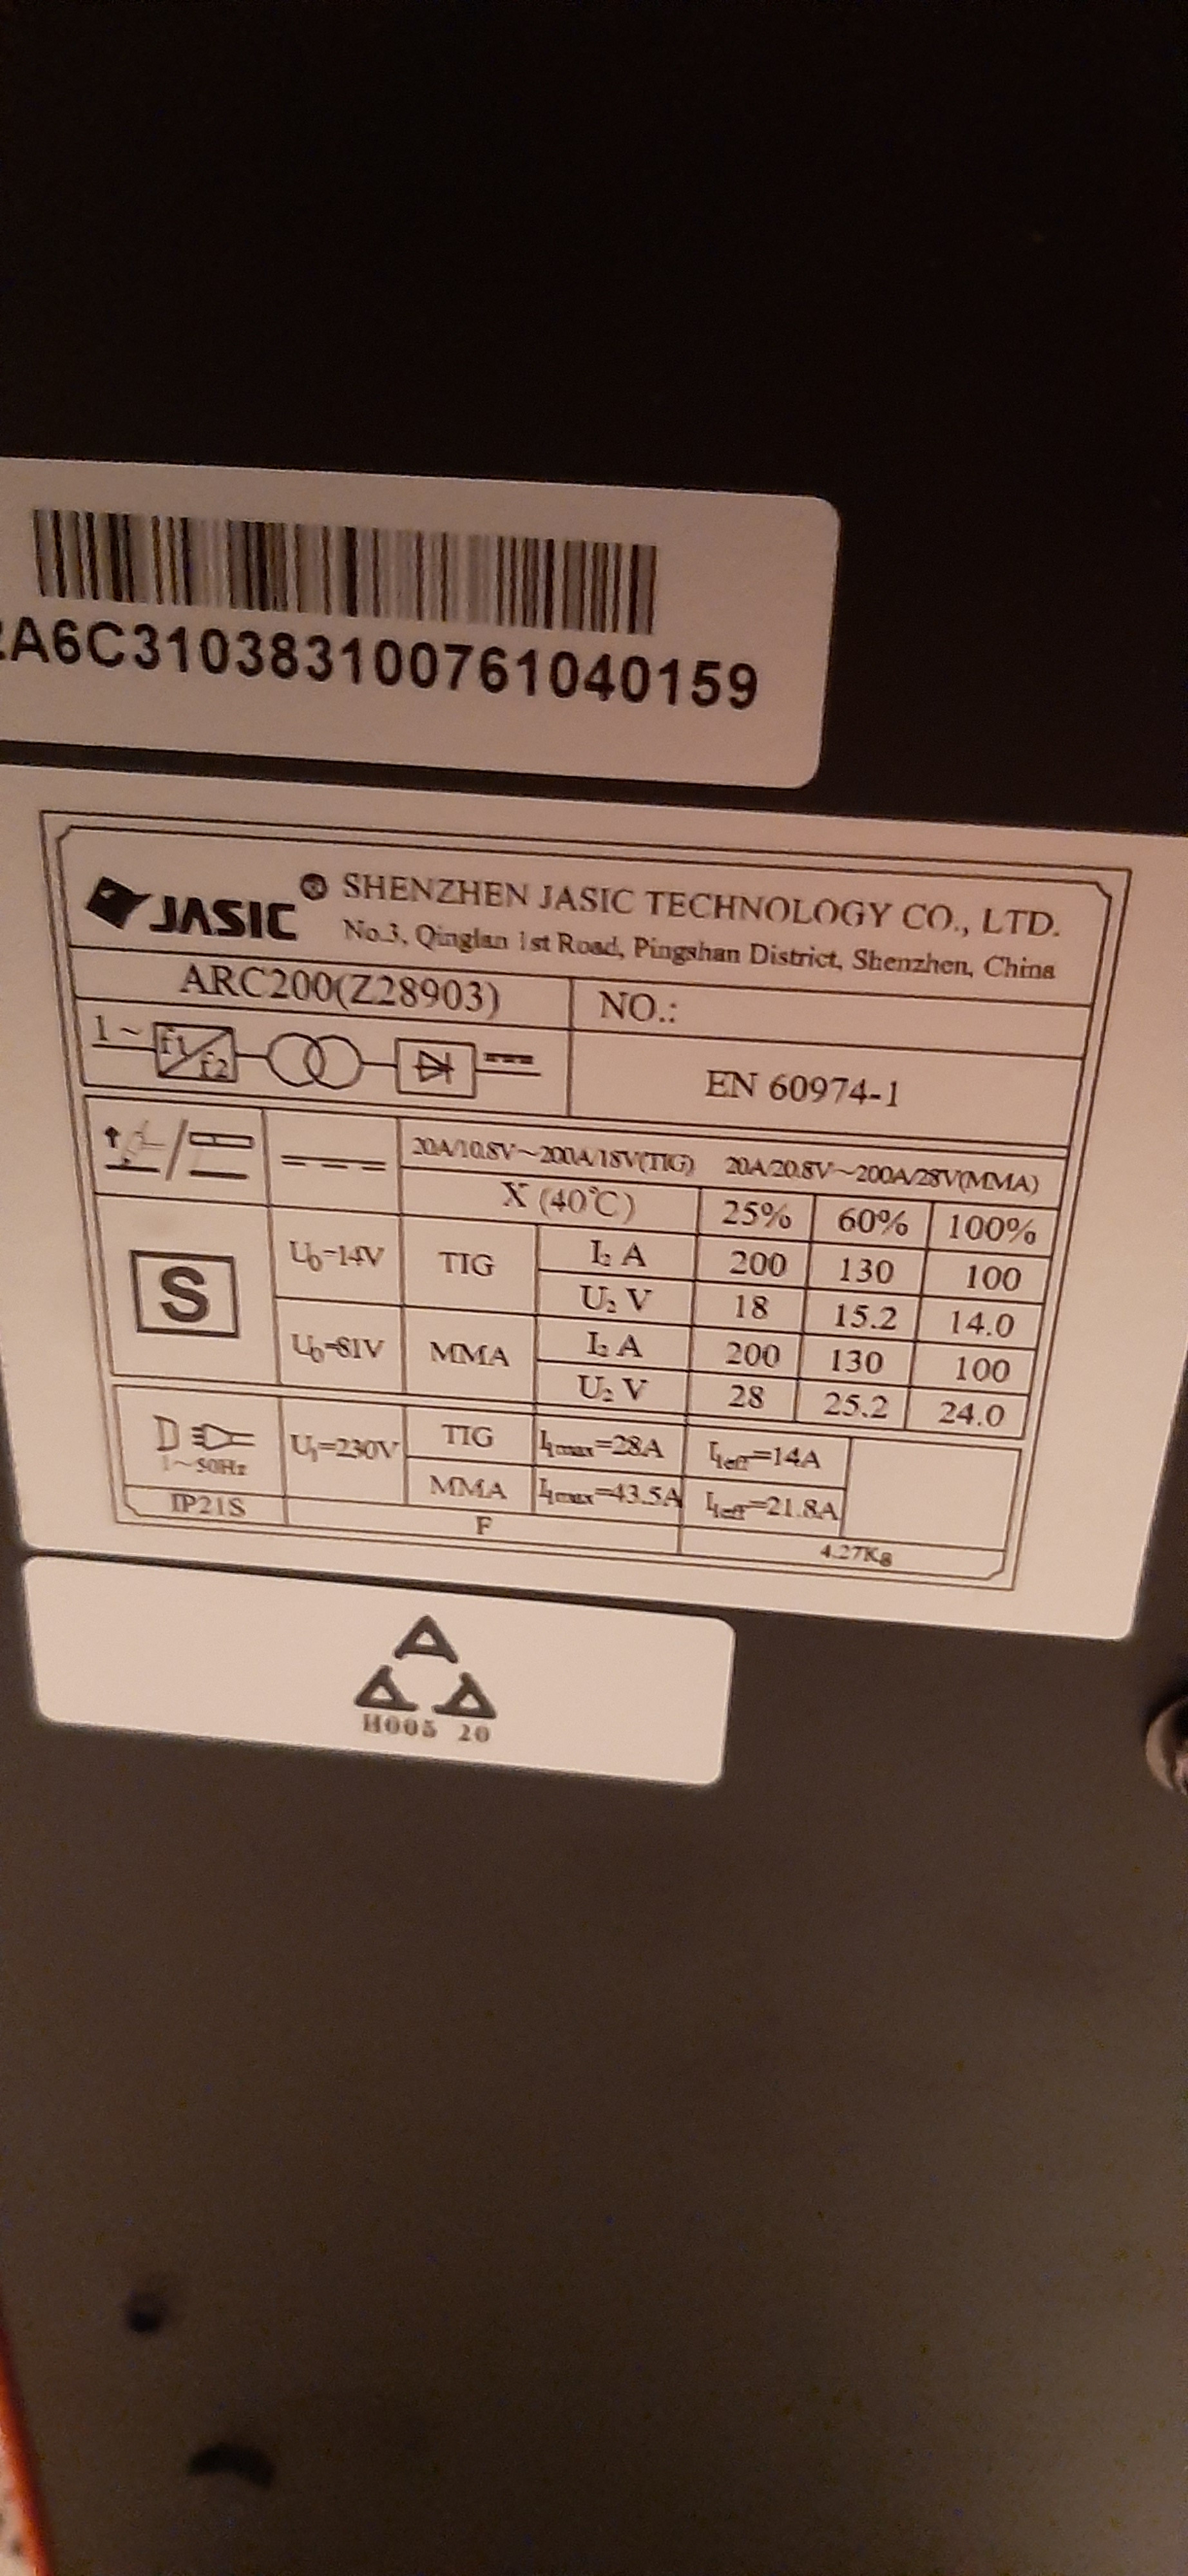 A6C310383100761040159
JASIC ® SHENZHEN JASIC TECHNOLOGY CO., LTD.
No.3, Qinglan 1st Road, Pingshan District, Shenzhen, China
ARC200(Z28903) NO.:
1~ f1 f2 EN 60974-1
20A/10.8V~200A/18V(TIG) 20A/20.8V~200A/28V(MMA)
X (40℃) 25% 60% 100%
S
U₀=14V TIG I₂ A 200 130 100
U₂ V 18 15.2 14.0
U₀=81V MMA I₂ A 200 130 100
U₂ V 28 25.2 24.0
1~50Hz U₁=230V TIG I₁max=28A I₁eff=14A
MMA I₁max=43.5A I₁eff=21.8A
IP21S F 4.27Kg
H005 20